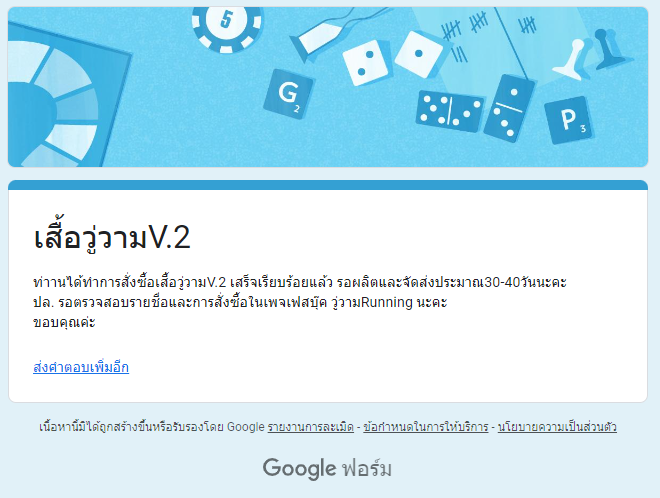 5
G
2
P
3
เสื้อวู่วามV.2
ท่าานได้ทำการสั่งซื้อเสื้อวู่วามV.2 เสร็จเรียบร้อยแล้ว รอผลิตและจัดส่งประมาณ30-40วันนะคะ
ปล. รอตรวจสอบรายชื่อและการสั่งซื้อในเพจเฟสบุ๊ค วู่วามRunning นะคะ
ขอบคุณค่ะ
ส่งคำตอบเพิ่มอีก
เนื้อหานี้มิได้ถูกสร้างขึ้นหรือรับรองโดย Google รายงานการละเมิด - ข้อกำหนดในการให้บริการ - นโยบายความเป็นส่วนตัว
Google ฟอร์ม